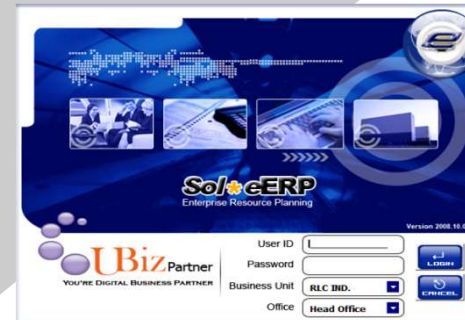 Sol*eERP
Enterprise Resource Planning
Version 2008.10.0
UBiz Partner
YOU'RE DIGITAL BUSINESS PARTNER
User ID
Password
Business Unit RLC IND.
Office Head Office
LOGIN
CANCEL